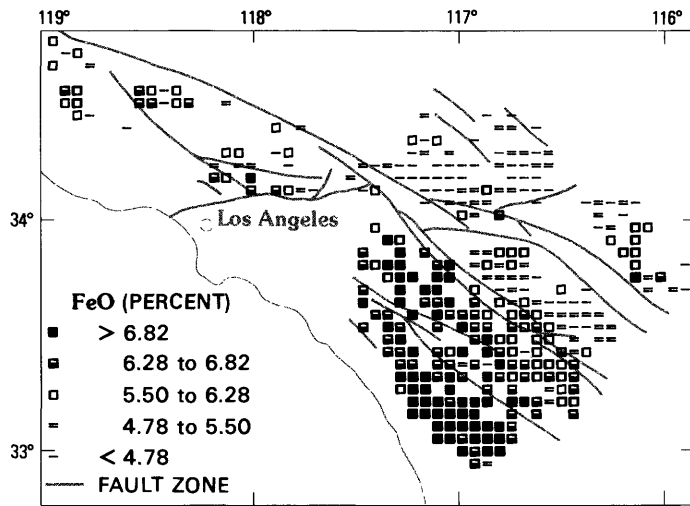 119° 118° 117° 116°
34°
Los Angeles
FeO (PERCENT)
> 6.82
6.28 to 6.82
5.50 to 6.28
4.78 to 5.50
< 4.78
33°
FAULT ZONE